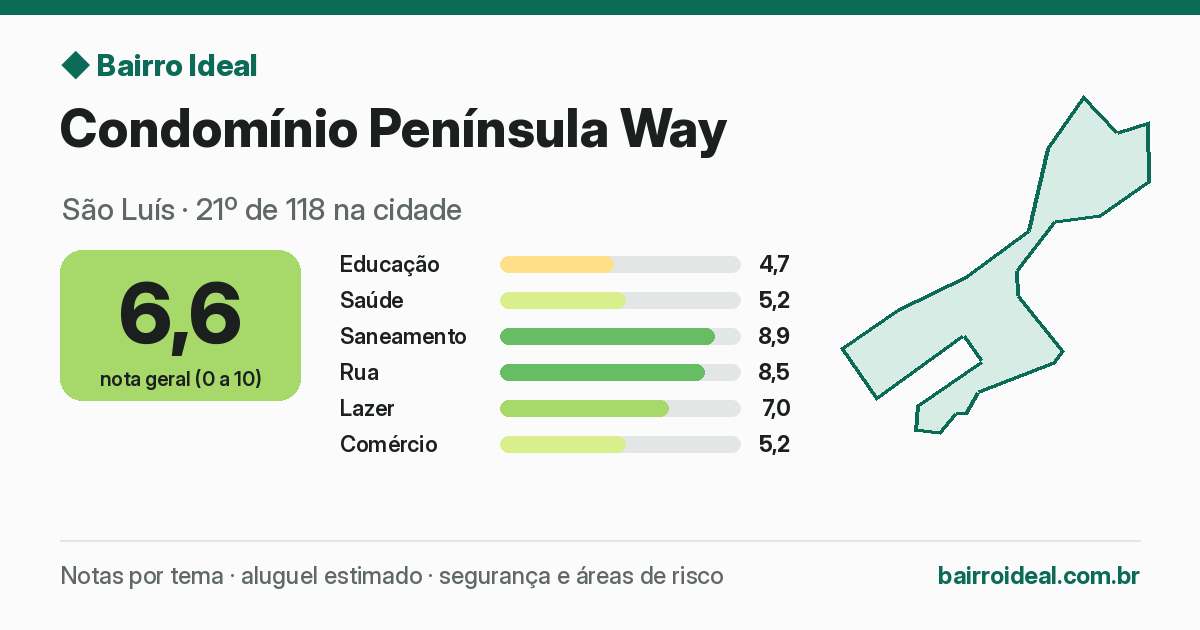 Bairro Ideal
Condomínio Península Way
São Luís · 21º de 118 na cidade
6,6
nota geral (0 a 10)
Educação 4,7
Saúde 5,2
Saneamento 8,9
Rua 8,5
Lazer 7,0
Comércio 5,2
Notas por tema · aluguel estimado · segurança e áreas de risco
bairroideal.com.br